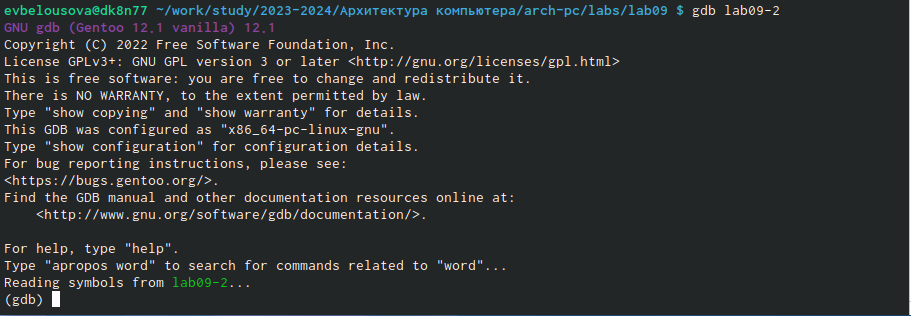 evbelousova@dk8n77 ~/work/study/2023-2024/Архитектура компьютера/arch-pc/labs/lab09 $ gdb lab09-2
GNU gdb (Gentoo 12.1 vanilla) 12.1
Copyright (C) 2022 Free Software Foundation, Inc.
License GPLv3+: GNU GPL version 3 or later <http://gnu.org/licenses/gpl.html>
This is free software: you are free to change and redistribute it.
There is NO WARRANTY, to the extent permitted by law.
Type "show copying" and "show warranty" for details.
This GDB was configured as "x86_64-pc-linux-gnu".
Type "show configuration" for configuration details.
For bug reporting instructions, please see:
<https://bugs.gentoo.org/>.
Find the GDB manual and other documentation resources online at:
    <http://www.gnu.org/software/gdb/documentation/>.

For help, type "help".
Type "apropos word" to search for commands related to "word"...
Reading symbols from lab09-2...
(gdb)